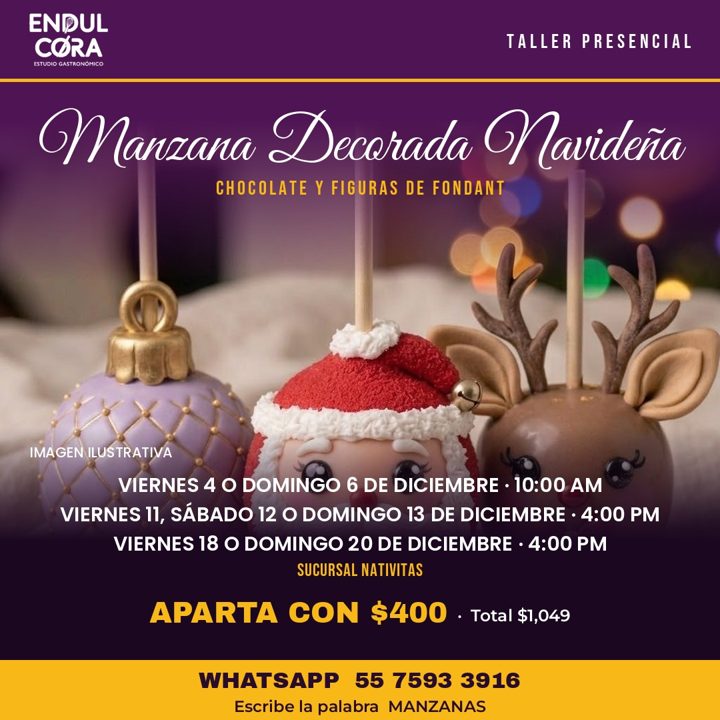 ENDUL
CØRA
ESTUDIO GASTRONÓMICO
TALLER PRESENCIAL
Manzana Decorada Navideña
CHOCOLATE Y FIGURAS DE FONDANT
IMAGEN ILUSTRATIVA
VIERNES 4 O DOMINGO 6 DE DICIEMBRE · 10:00 AM
VIERNES 11, SÁBADO 12 O DOMINGO 13 DE DICIEMBRE · 4:00 PM
VIERNES 18 O DOMINGO 20 DE DICIEMBRE · 4:00 PM
SUCURSAL NATIVITAS
APARTA CON $400 · Total $1,049
WHATSAPP 55 7593 3916
Escribe la palabra MANZANAS